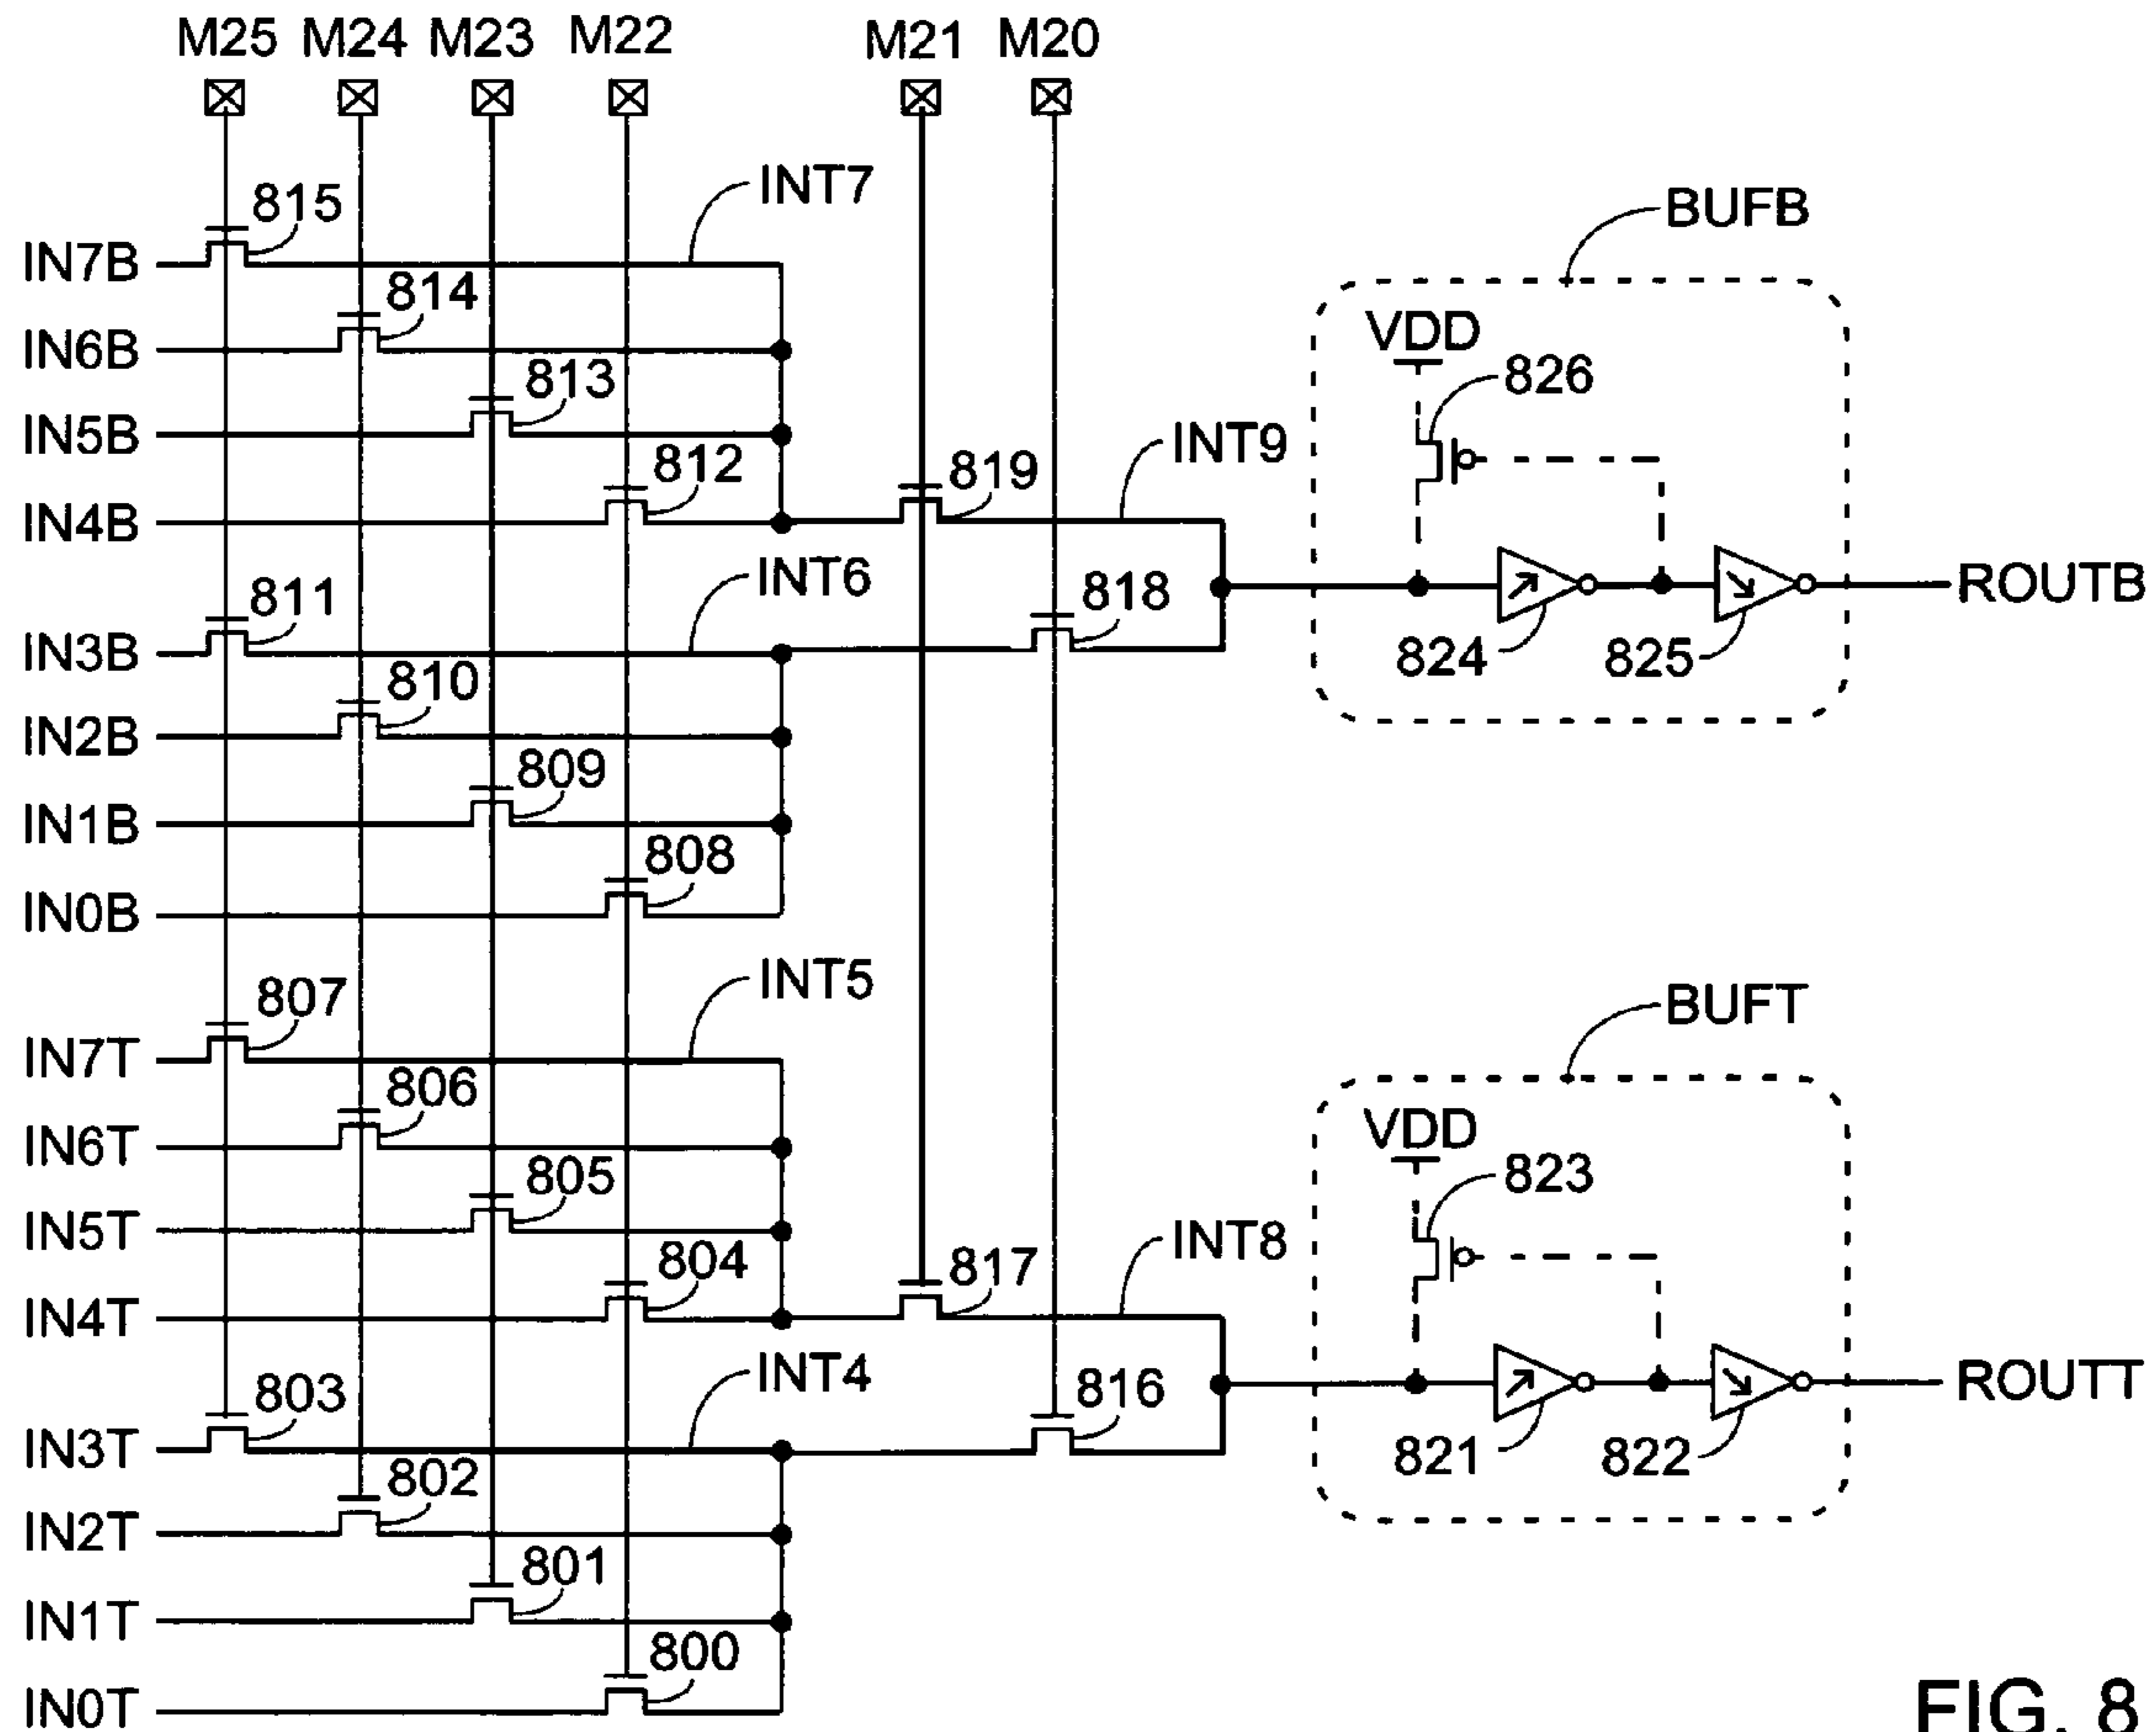 M25 M24 M23 M22 M21 M20
INT7
815
BUFB
IN7B
814
VDD
IN6B
813
826
IN5B
812
819
INT9
IN4B
INT6
811
818
ROUTB
IN3B
824
825
810
IN2B
809
IN1B
808
IN0B
INT5
807
BUFT
IN7T
806
VDD
IN6T
805
823
IN5T
804
817
INT8
IN4T
INT4
803
816
ROUTT
IN3T
821
822
802
IN2T
801
IN1T
800
IN0T
FIG. 8